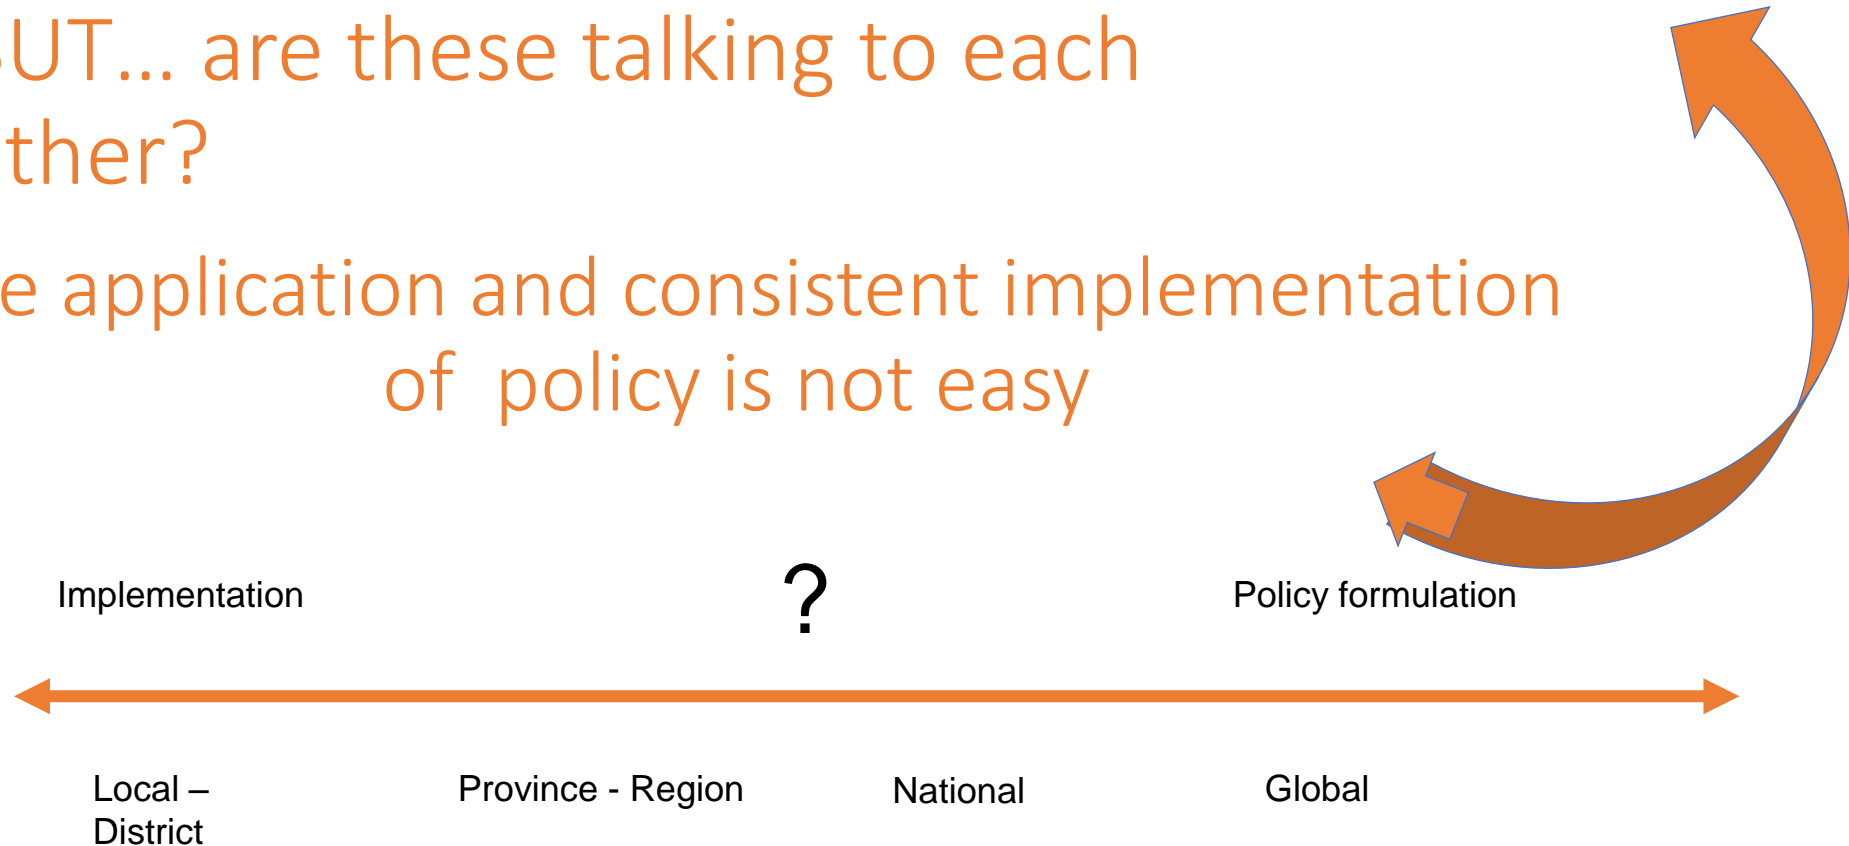 BUT… are these talking to each
ther?
e application and consistent implementation
of policy is not easy
Implementation
?
Policy formulation
Local –
District
Province - Region
National
Global